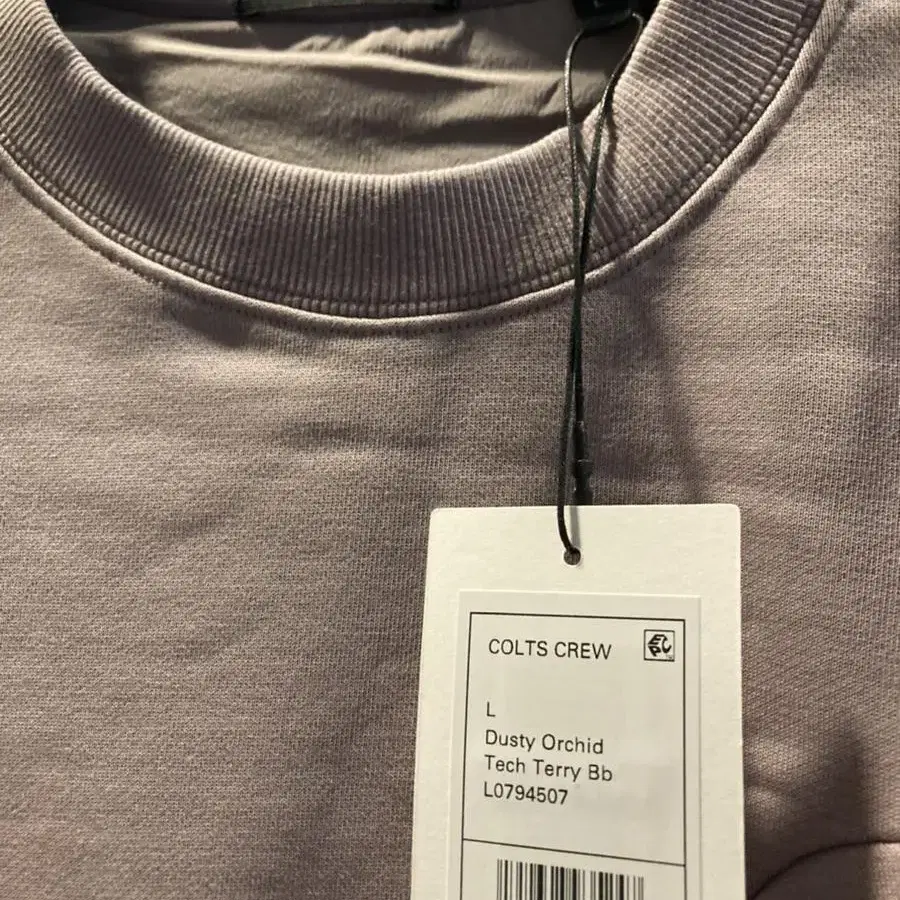 COLTS CREW
L
Dusty Orchid
Tech Terry Bb
L0794507